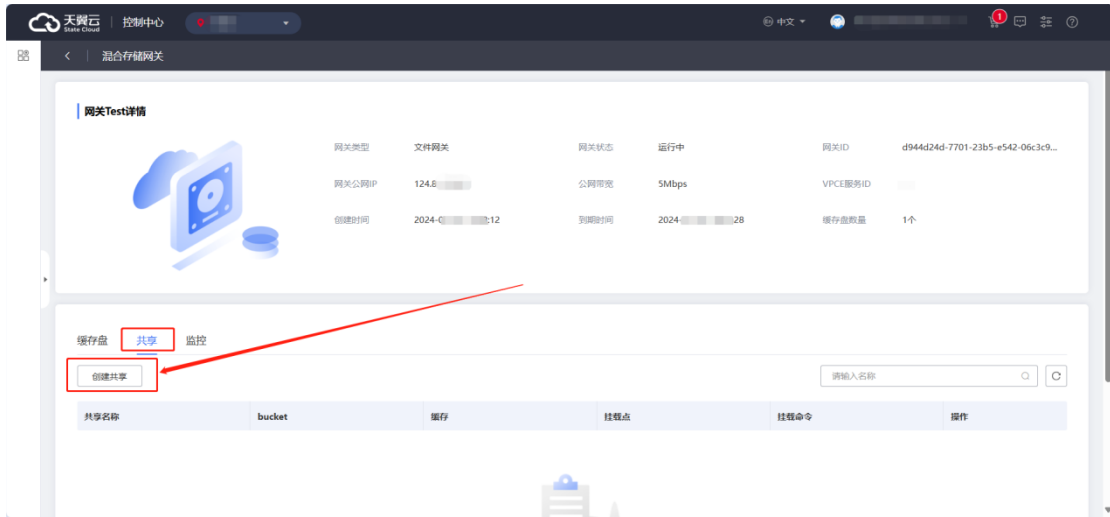 天翼云 State Cloud 控制中心 中文 1
混合存储网关
网关Test详情
网关类型 文件网关 网关状态 运行中 网关ID d944d24d-7701-23b5-e542-06c3c9...
网关公网IP 124.8 公网带宽 5Mbps VPCE服务ID
创建时间 2024-0 :12 到期时间 2024- 28 缓存盘数量 1个
缓存盘 共享 监控
创建共享 请输入名称
共享名称 bucket 缓存 挂载点 挂载命令 操作